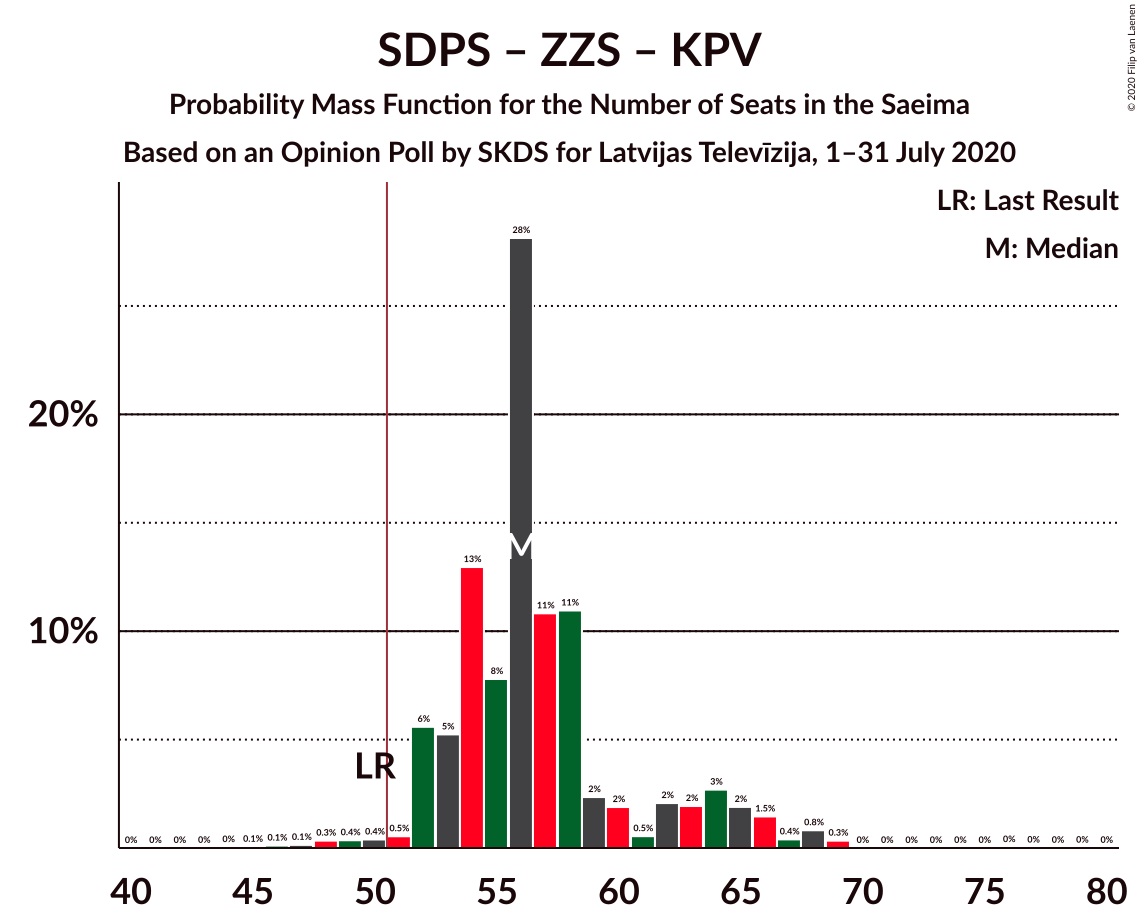 SDPS – ZZS – KPV
Probability Mass Function for the Number of Seats in the Saeima
Based on an Opinion Poll by SKDS for Latvijas Televīzija, 1–31 July 2020
© 2020 Filip van Laenen
LR: Last Result
M: Median
28%
20%
M
13%
11% 11%
10%
8%
6% 5%
LR
3%
2% 2% 2% 2% 2%
1.5%
0% 0% 0% 0% 0% 0.1% 0.1% 0.1% 0.3% 0.4% 0.4% 0.5% 0.5% 0.4% 0.8% 0.3% 0% 0% 0% 0% 0% 0% 0% 0% 0% 0% 0%
40 45 50 55 60 65 70 75 80